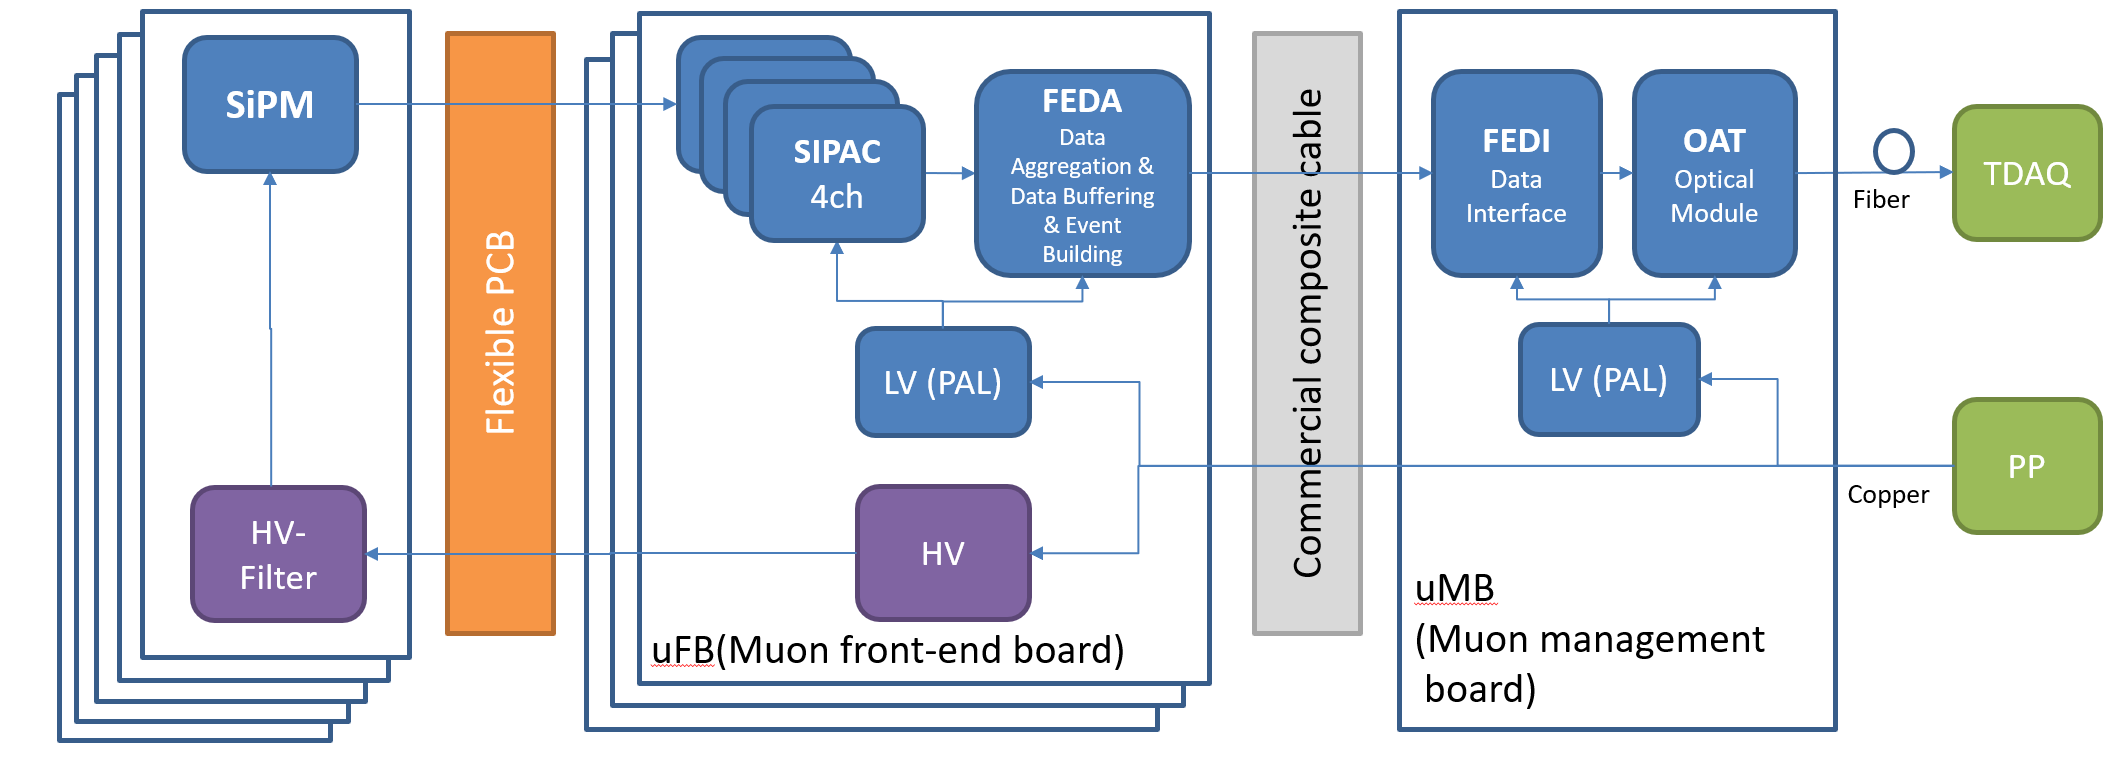 SiPM
HV-
Filter
Flexible PCB
SIPAC
4ch
FEDA
Data
Aggregation &
Data Buffering
& Event
Building
LV (PAL)
HV
uFB(Muon front-end board)
Commercial composite cable
FEDI
Data
Interface
OAT
Optical
Module
LV (PAL)
uMB
(Muon management
board)
Fiber
TDAQ
Copper
PP